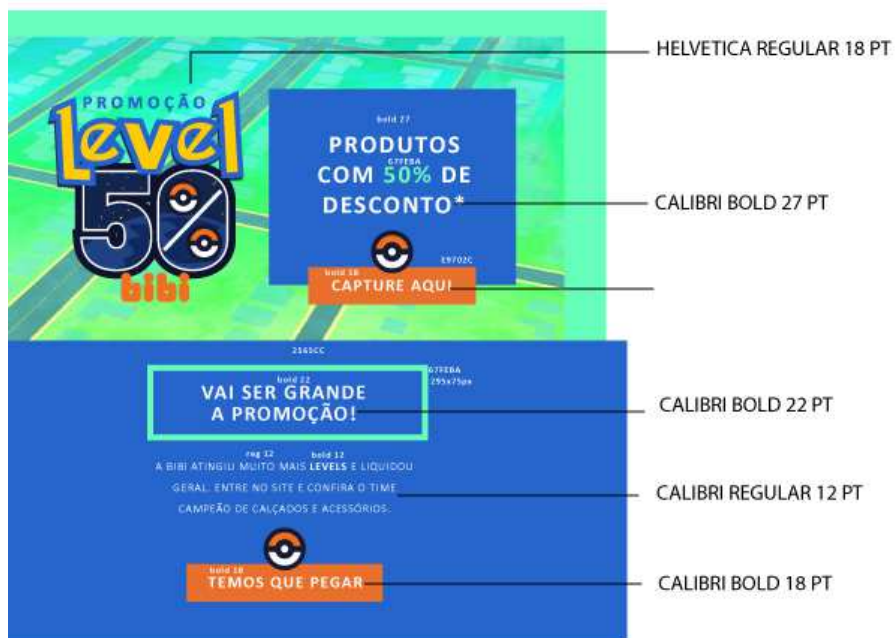 HELVETICA REGULAR 18 PT
PROMOÇÃO
Level
50%
bibi
bold 27
PRODUTOS
67FEBA
COM 50% DE
DESCONTO*
CALIBRI BOLD 27 PT
E9702C
bold 18
CAPTURE AQUI
2565CC
67FEBA
295x75px
bold 22
VAI SER GRANDE
A PROMOÇÃO!
CALIBRI BOLD 22 PT
reg 12 bold 12
A BIBI ATINGIU MUITO MAIS LEVELS E LIQUIDOU
GERAL. ENTRE NO SITE E CONFIRA O TIME
CAMPEÃO DE CALÇADOS E ACESSÓRIOS.
CALIBRI REGULAR 12 PT
bold 18
TEMOS QUE PEGAR
CALIBRI BOLD 18 PT